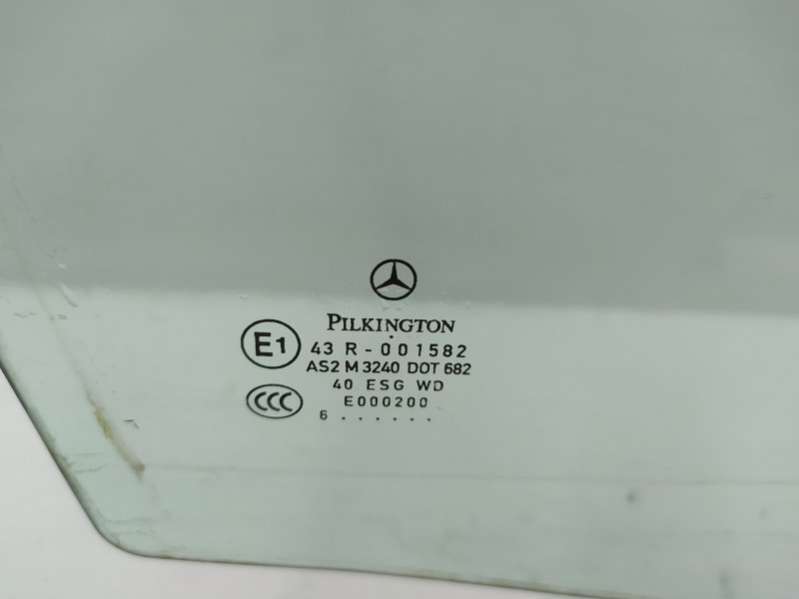 PILKINGTON
E1
43 R - 001582
AS2 M 3240 DOT 682
40 ESG WD
CCC
E000200
6 . . . . . .